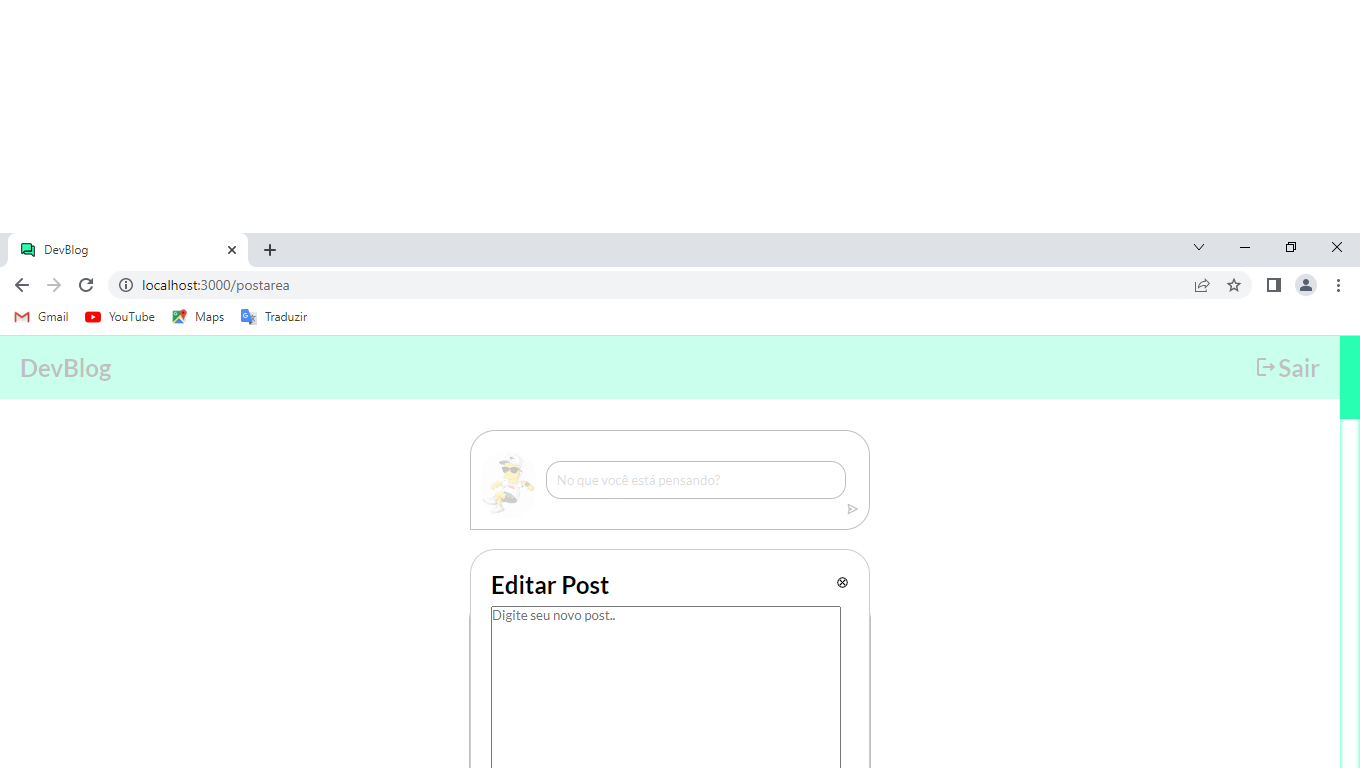 DevBlog
localhost:3000/postarea
Gmail YouTube Maps Traduzir
DevBlog Sair
No que você está pensando?
Editar Post
Digite seu novo post..